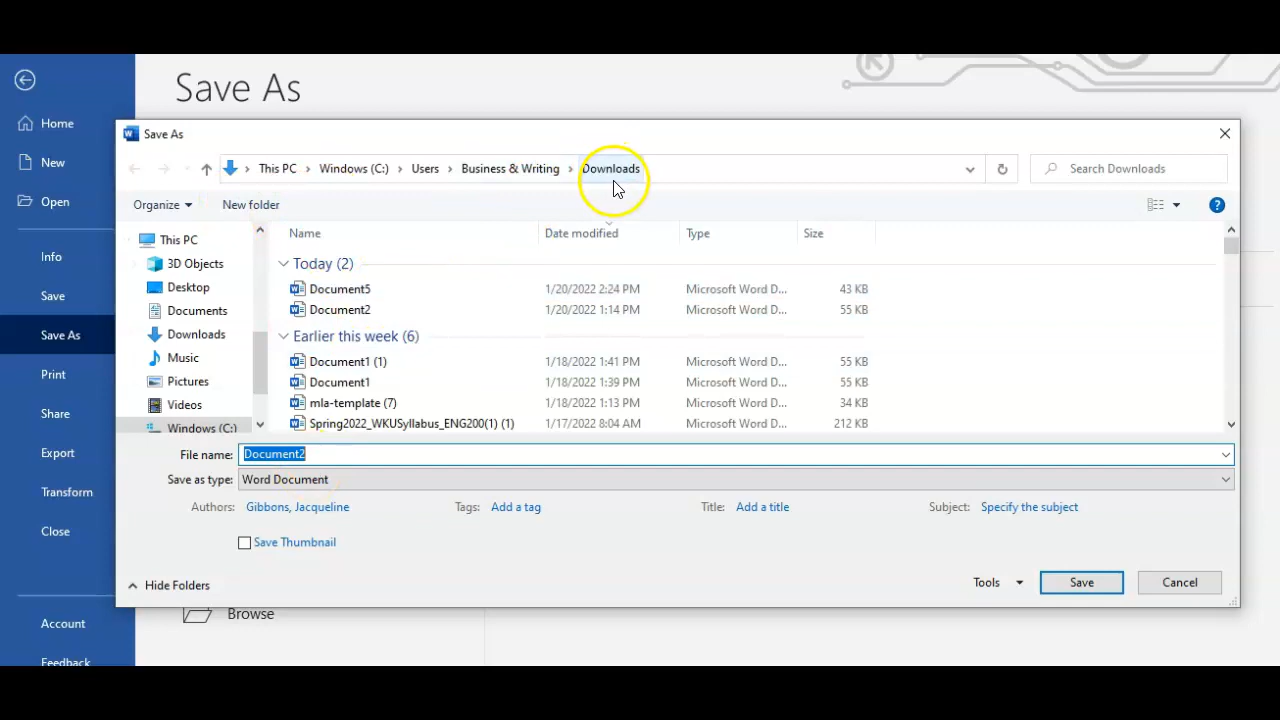 Save As
Home
New
Open
Info
Save
Save As
Print
Share
Export
Transform
Close
Account
Feedback
Save As
This PC > Windows (C:) > Users > Business & Writing > Downloads
Search Downloads
Organize
New folder
This PC
3D Objects
Desktop
Documents
Downloads
Music
Pictures
Videos
Windows (C:)
Name Date modified Type Size
Today (2)
Document5 1/20/2022 2:24 PM Microsoft Word D... 43 KB
Document2 1/20/2022 1:14 PM Microsoft Word D... 55 KB
Earlier this week (6)
Document1 (1) 1/18/2022 1:41 PM Microsoft Word D... 55 KB
Document1 1/18/2022 1:39 PM Microsoft Word D... 55 KB
mla-template (7) 1/18/2022 1:13 PM Microsoft Word D... 34 KB
Spring2022_WKUSyllabus_ENG200(1) (1) 1/17/2022 8:04 AM Microsoft Word D... 212 KB
File name: Document2
Save as type: Word Document
Authors: Gibbons, Jacqueline Tags: Add a tag Title: Add a title Subject: Specify the subject
Save Thumbnail
Hide Folders Tools Save Cancel
Browse